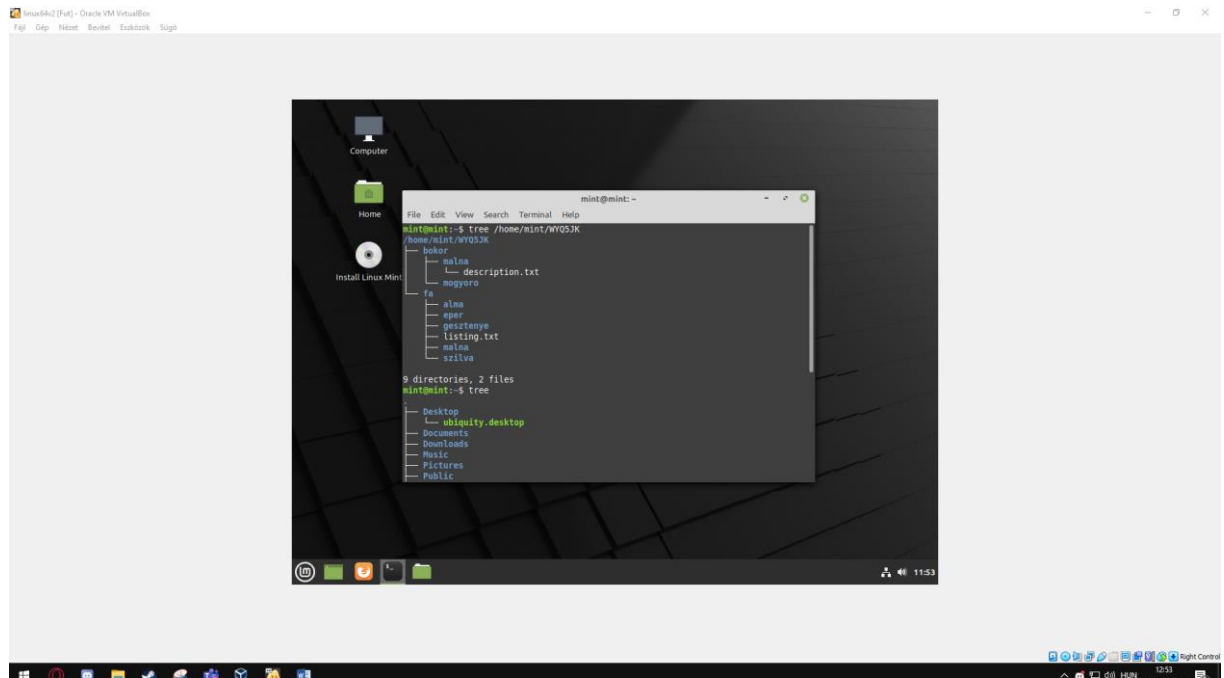 linux64v2 [Fut] - Oracle VM VirtualBox
Fájl Gép Nézet Bevitel Eszközök Súgó
Computer
Home
Install Linux Mint
mint@mint: ~
File Edit View Search Terminal Help
mint@mint:~$ tree /home/mint/WYQ5JK
/home/mint/WYQ5JK
├── bokor
│   ├── malna
│   │   └── description.txt
│   └── mogyoro
└── fa
    ├── alma
    ├── eper
    ├── gesztenye
    ├── listing.txt
    ├── malna
    └── szilva
9 directories, 2 files
mint@mint:~$ tree
.
├── Desktop
│   └── ubiquity.desktop
├── Documents
├── Downloads
├── Music
├── Pictures
├── Public
11:53
Right Control
HUN
12:53